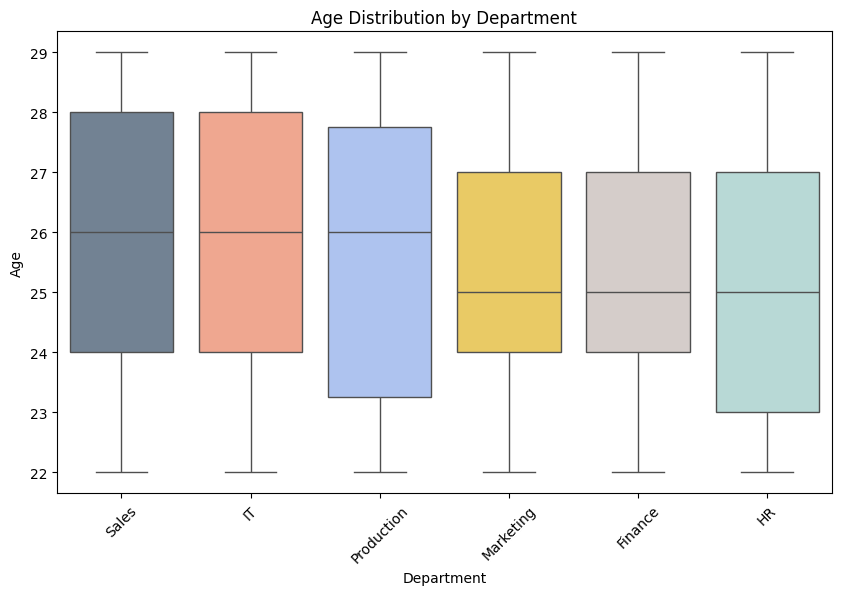 Age Distribution by Department
Age
29
28
27
26
25
24
23
22
Sales
IT
Production
Marketing
Finance
HR
Department